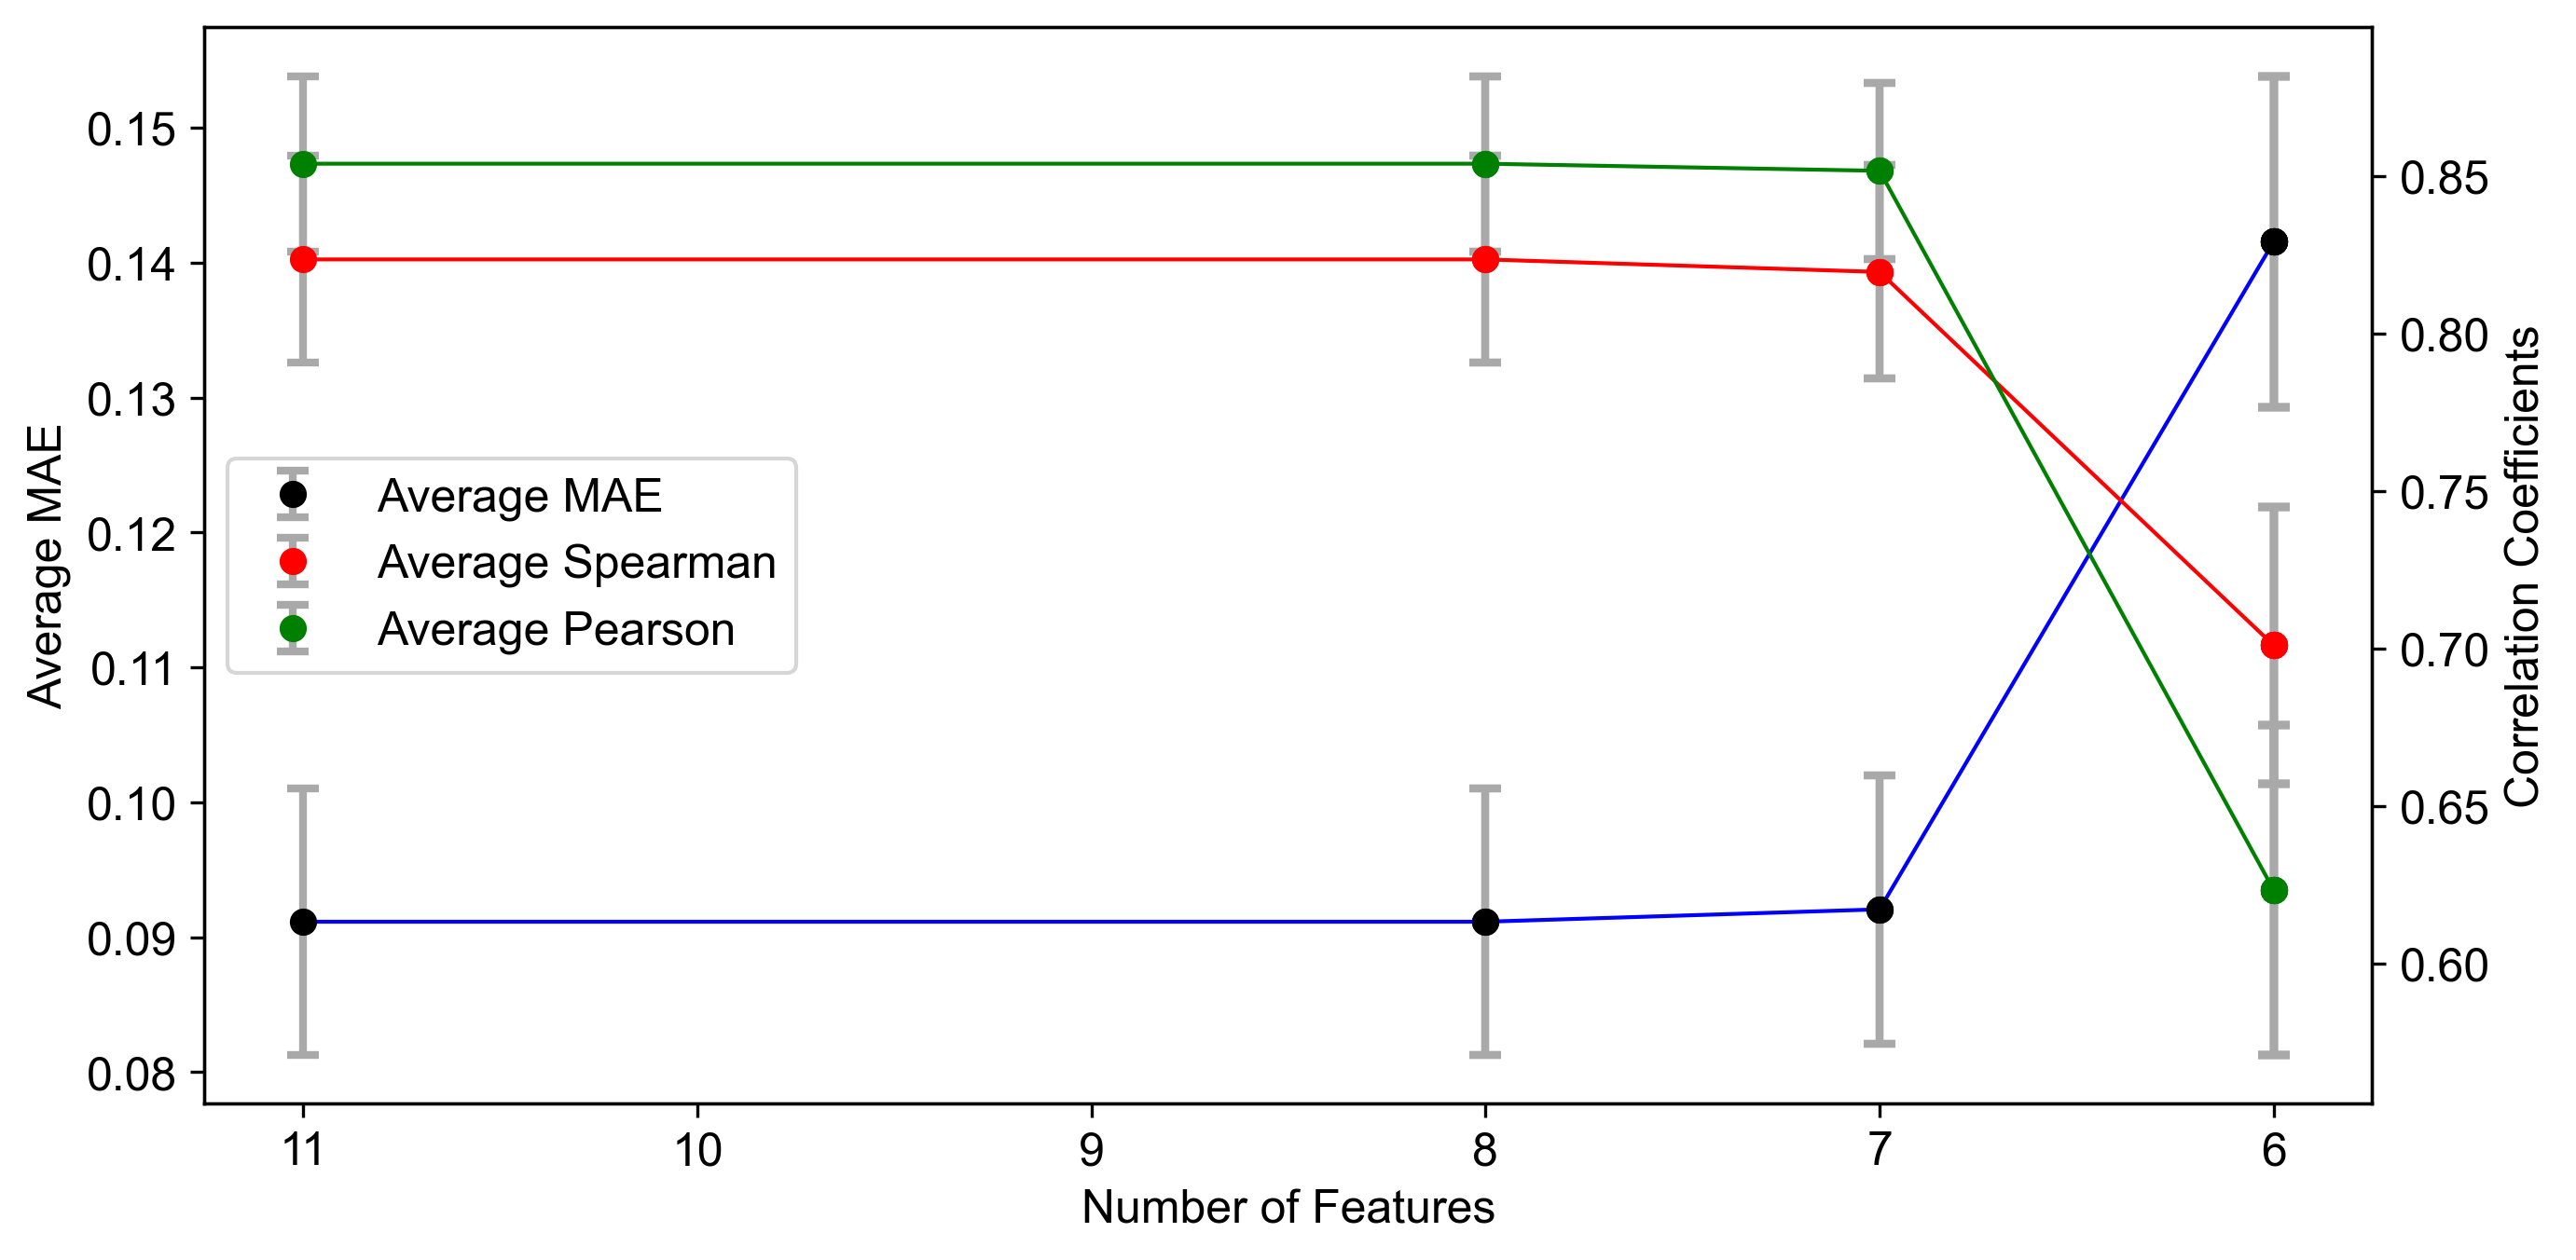 0.15
0.14
0.13
0.12
0.11
0.10
0.09
0.08
Average MAE
Average MAE
Average Spearman
Average Pearson
0.85
0.80
0.75
0.70
0.65
0.60
Correlation Coefficients
11 10 9 8 7 6
Number of Features